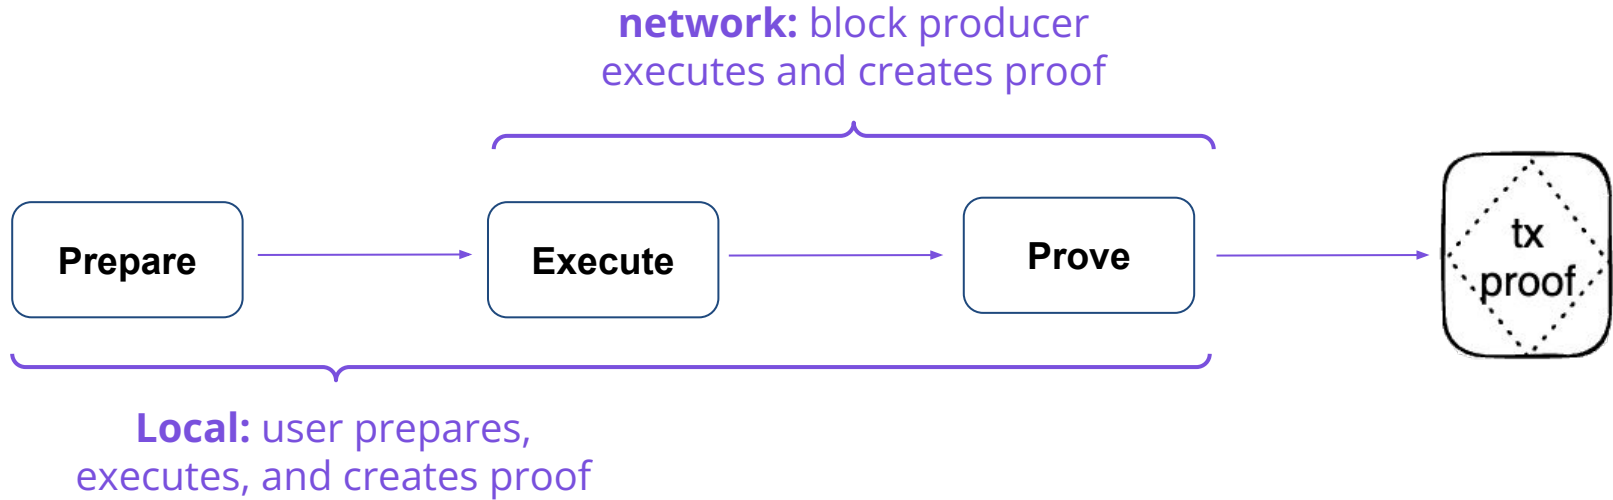 network: block producer
executes and creates proof
Prepare
Execute
Prove
tx
proof
Local: user prepares,
executes, and creates proof